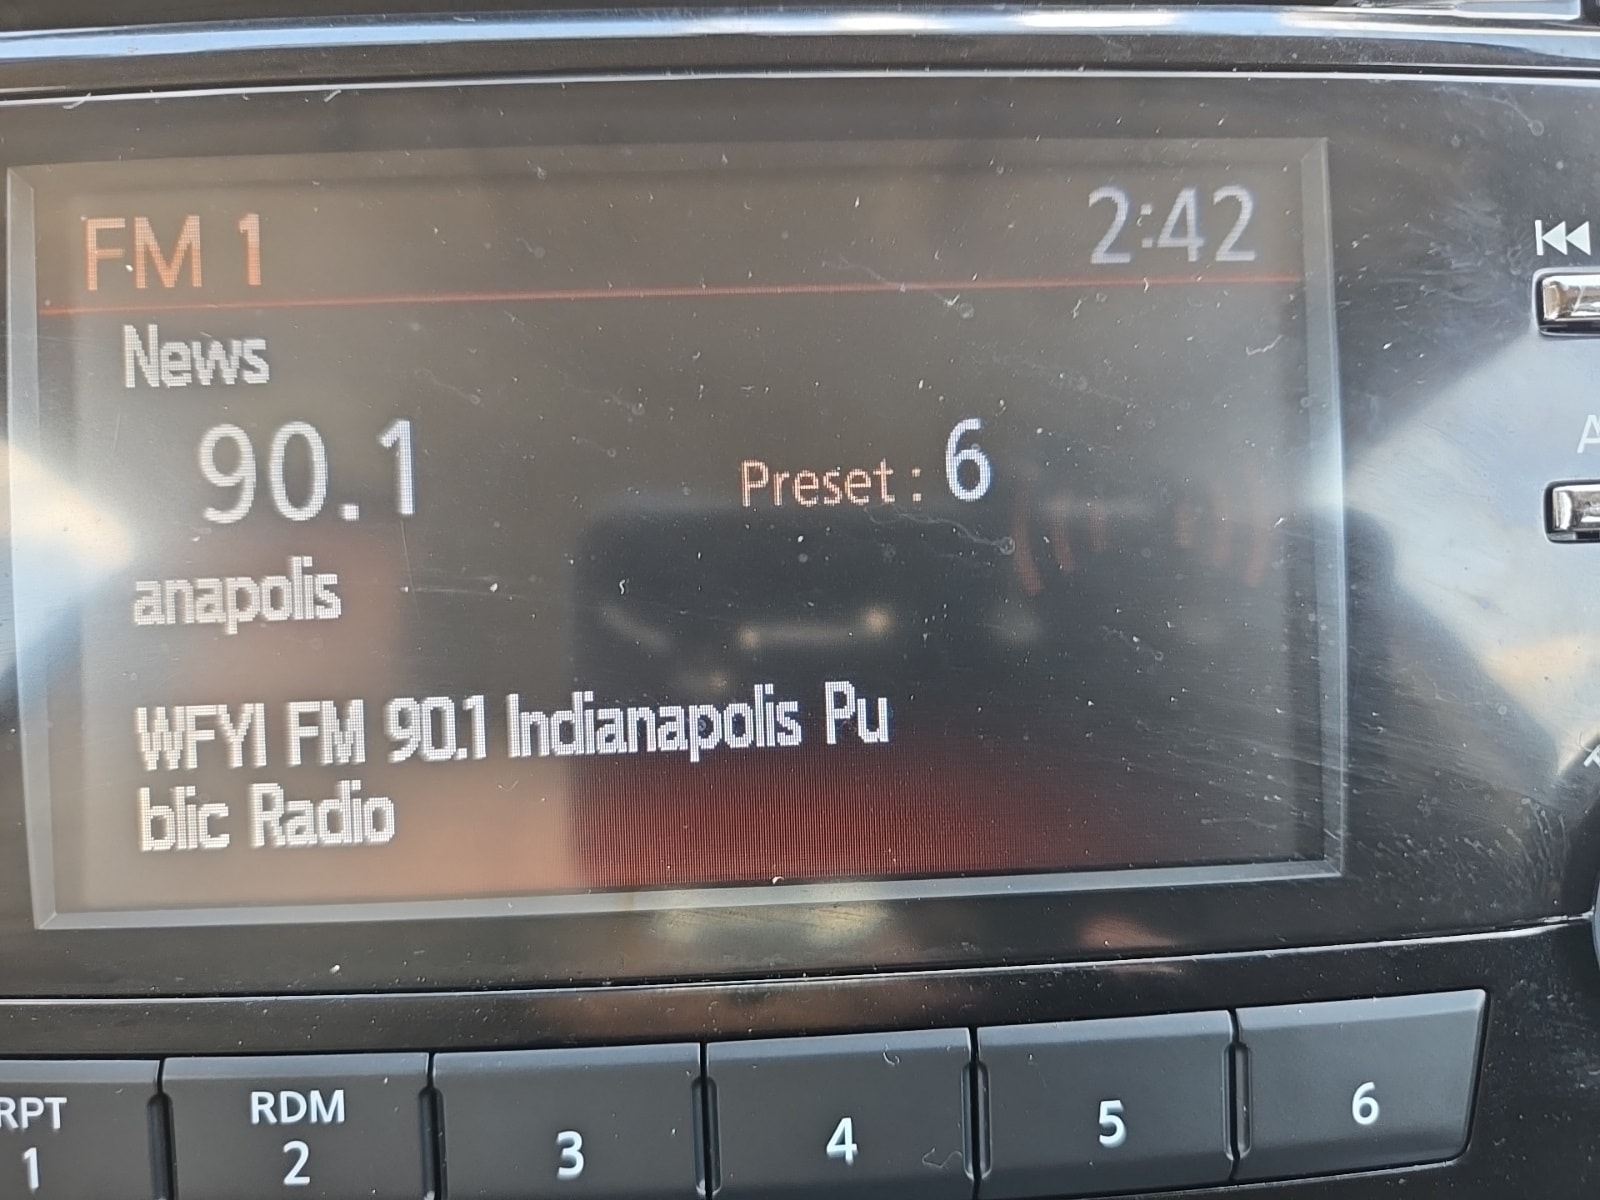 FM 1 2:42
News
90.1 Preset : 6
anapolis
WFYI FM 90.1 Indianapolis Pu
blic Radio
RPT RDM
1 2 3 4 5 6